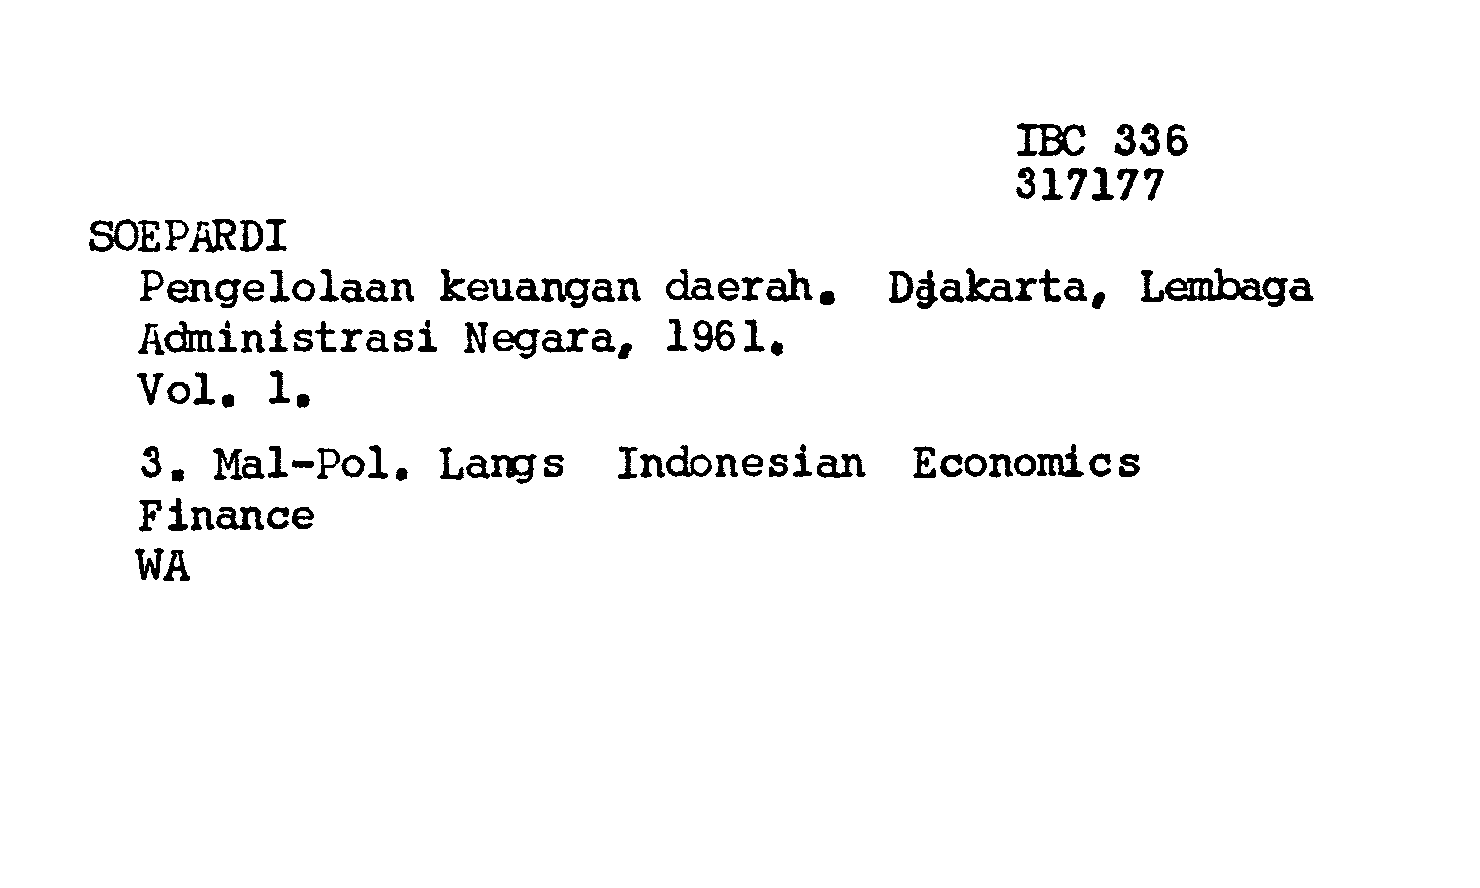 IBC 336
317177
SOEPARDI
Pengelolaan keuangan daerah. Djakarta, Lembaga
Administrasi Negara, 1961.
Vol. 1.
3. Mal-Pol. Langs Indonesian Economics
Finance
WA